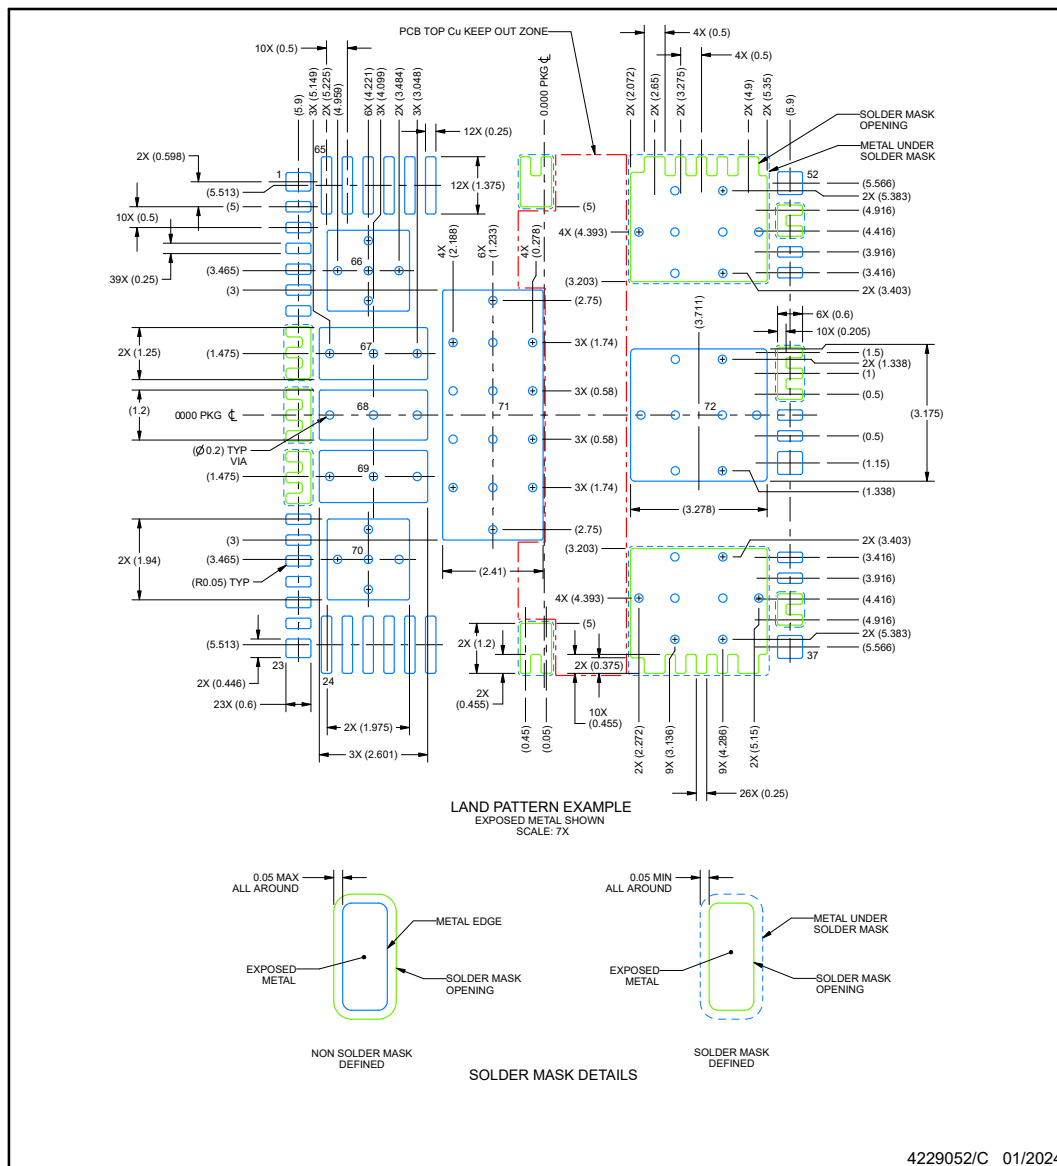 PCB TOP Cu KEEP OUT ZONE
4X (0.5)
10X (0.5)
4X (0.5)
(5.9)
3X (5.149)
2X (5.225)
(4.959)
6X (4.221)
3X (4.099)
2X (3.484)
3X (3.048)
0.000 PKG ℄
2X (2.072)
2X (2.65)
2X (3.275)
2X (4.9)
2X (5.35)
(5.9)
SOLDER MASK
OPENING
METAL UNDER
SOLDER MASK
12X (0.25)
65
2X (0.598)
1
52
(5.513)
12X (1.375)
(5.566)
2X (5.383)
(5)
(5)
(4.916)
10X (0.5)
4X (4.393)
(4.416)
4X
(2.188)
6X
(1.233)
4X
(0.278)
(3.916)
39X (0.25)
(3.465)
66
(3.416)
(3)
(3.203)
2X (3.403)
(2.75)
(3.711)
6X (0.6)
10X (0.205)
2X (1.25)
(1.475)
67
3X (1.74)
(1.5)
2X (1.338)
(1)
(1.2)
3X (0.58)
(0.5)
0000 PKG ℄
68
71
72
(3.175)
(Ø0.2) TYP
VIA
3X (0.58)
(0.5)
(1.475)
69
(1.15)
3X (1.74)
(1.338)
(3.278)
(2.75)
2X (1.94)
(3)
(3.203)
2X (3.403)
70
(3.465)
(3.416)
(R0.05) TYP
(2.41)
(3.916)
4X (4.393)
(4.416)
(5)
(4.916)
(5.513)
2X (1.2)
2X (5.383)
(5.566)
23
24
2X (0.375)
37
2X (0.446)
2X
(0.455)
10X
(0.455)
23X (0.6)
2X (1.975)
3X (2.601)
(0.45)
(0.05)
2X (2.272)
9X (3.136)
9X (4.286)
2X (5.15)
26X (0.25)
LAND PATTERN EXAMPLE
EXPOSED METAL SHOWN
SCALE: 7X
0.05 MAX
ALL AROUND
METAL EDGE
EXPOSED
METAL
SOLDER MASK
OPENING
NON SOLDER MASK
DEFINED
0.05 MIN
ALL AROUND
METAL UNDER
SOLDER MASK
EXPOSED
METAL
SOLDER MASK
OPENING
SOLDER MASK
DEFINED
SOLDER MASK DETAILS
4229052/C 01/2024